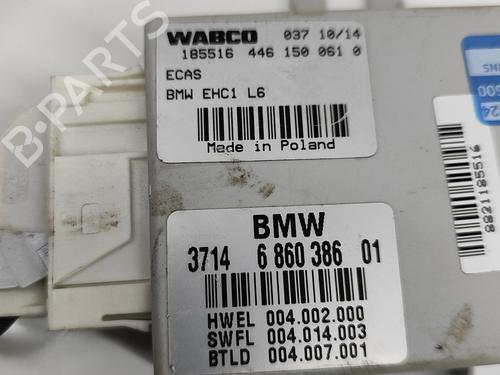 WABCO 037 10/14
185516 446 150 061 0
ECAS
BMW EHC1 L6
Made in Poland
BMW
3714 6 860 386 01
HWEL 004.002.000
SWFL 004.014.003
BTLD 004.007.001
8821185516
B-PARTS